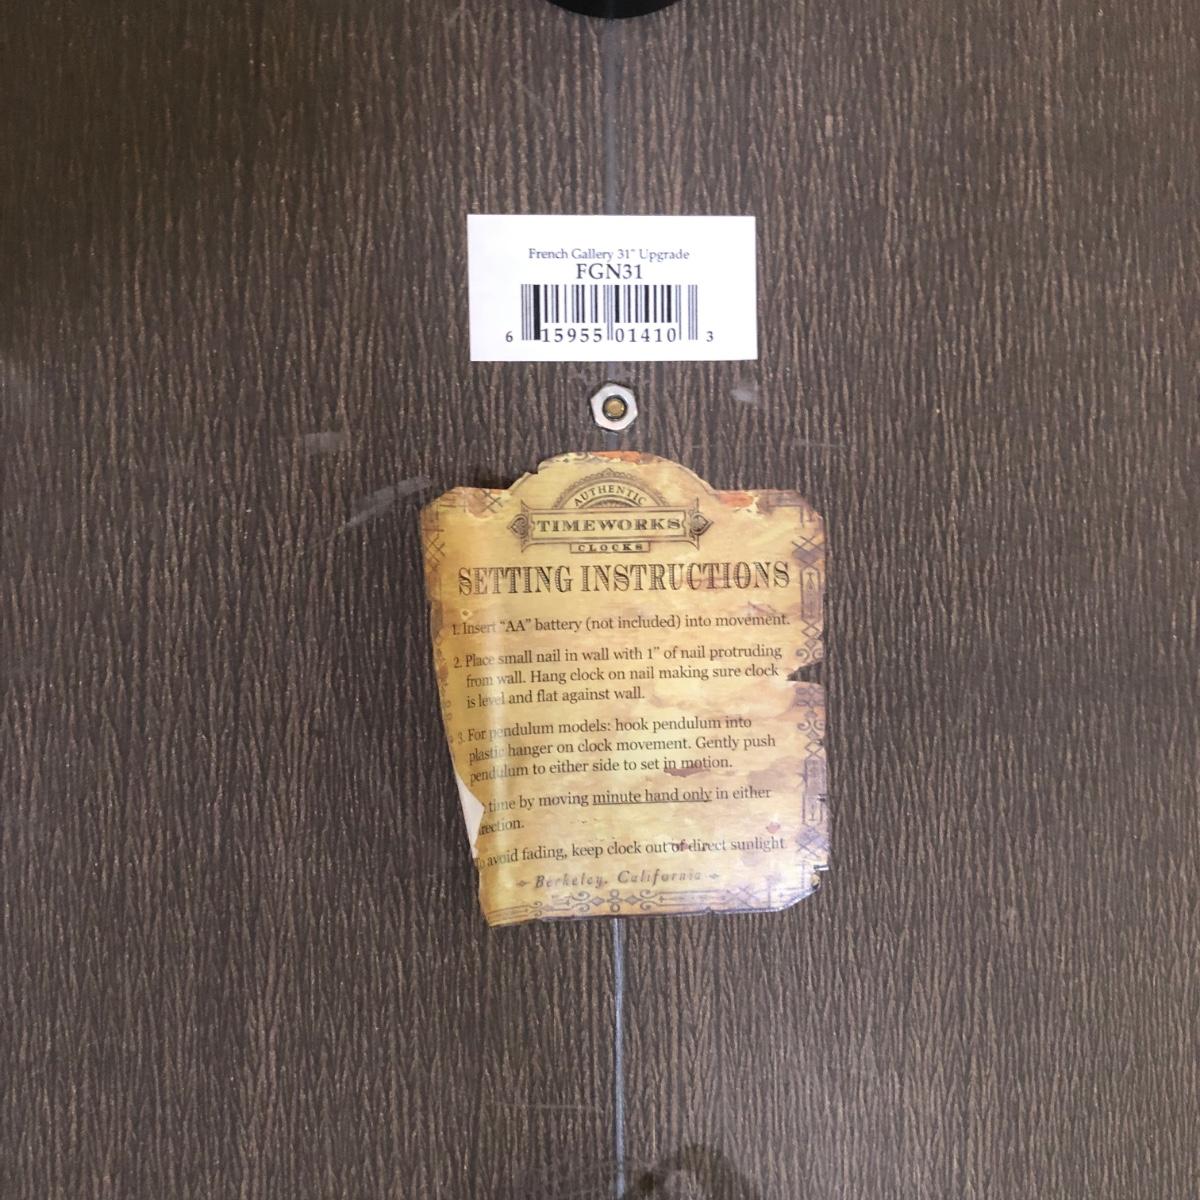 French Gallery 31" Upgrade
FGN31
6 15955 01410 3
AUTHENTIC
TIMEWORKS
CLOCKS
SETTING INSTRUCTIONS
1. Insert “AA” battery (not included) into movement.
2. Place small nail in wall with 1” of nail protruding
from wall. Hang clock on nail making sure clock
is level and flat against wall.
3. For pendulum models: hook pendulum into
plastic hanger on clock movement. Gently push
pendulum to either side to set in motion.
time by moving minute hand only in either
rection.
To avoid fading, keep clock out of direct sunlight
Berkeley, California